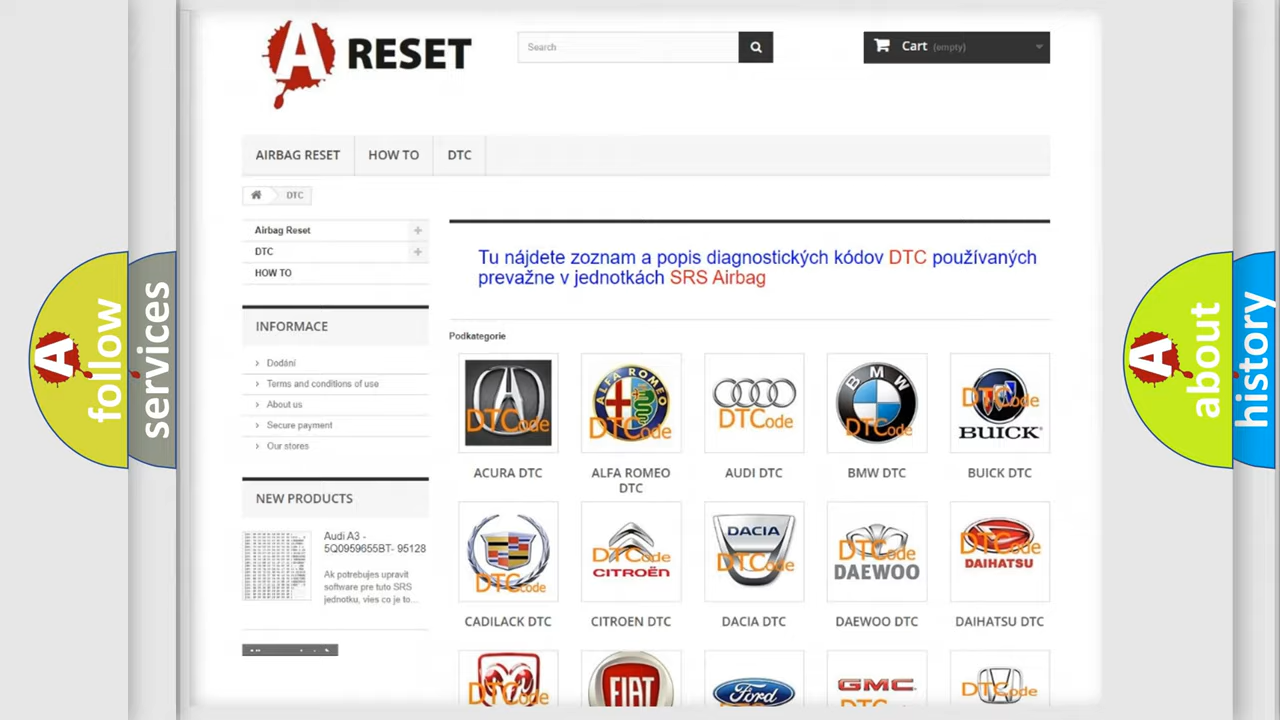 A RESET
Search
Cart (empty)
AIRBAG RESET
HOW TO
DTC
DTC
Airbag Reset
DTC
HOW TO
INFORMACE
Dodání
Terms and conditions of use
About us
Secure payment
Our stores
NEW PRODUCTS
Audi A3 -
5Q0959655BT- 95128
Ak potrebujes upravit
software pre tuto SRS
jednotku, vies co je to...
Tu nájdete zoznam a popis diagnostických kódov DTC používaných
prevažne v jednotkách SRS Airbag
Podkategorie
DTCode
ALFA ROMEO
DTCode
DTCode
BMW
DTCode
DTCode
BUICK
ACURA DTC
ALFA ROMEO
DTC
AUDI DTC
BMW DTC
BUICK DTC
DTCode
DTCode
CITROËN
DACIA
DTCode
DTCode
DAEWOO
DTCode
DAIHATSU
CADILACK DTC
CITROEN DTC
DACIA DTC
DAEWOO DTC
DAIHATSU DTC
DTCode
FIAT
Ford
GMC
DTCode
A follow
services
A about
history